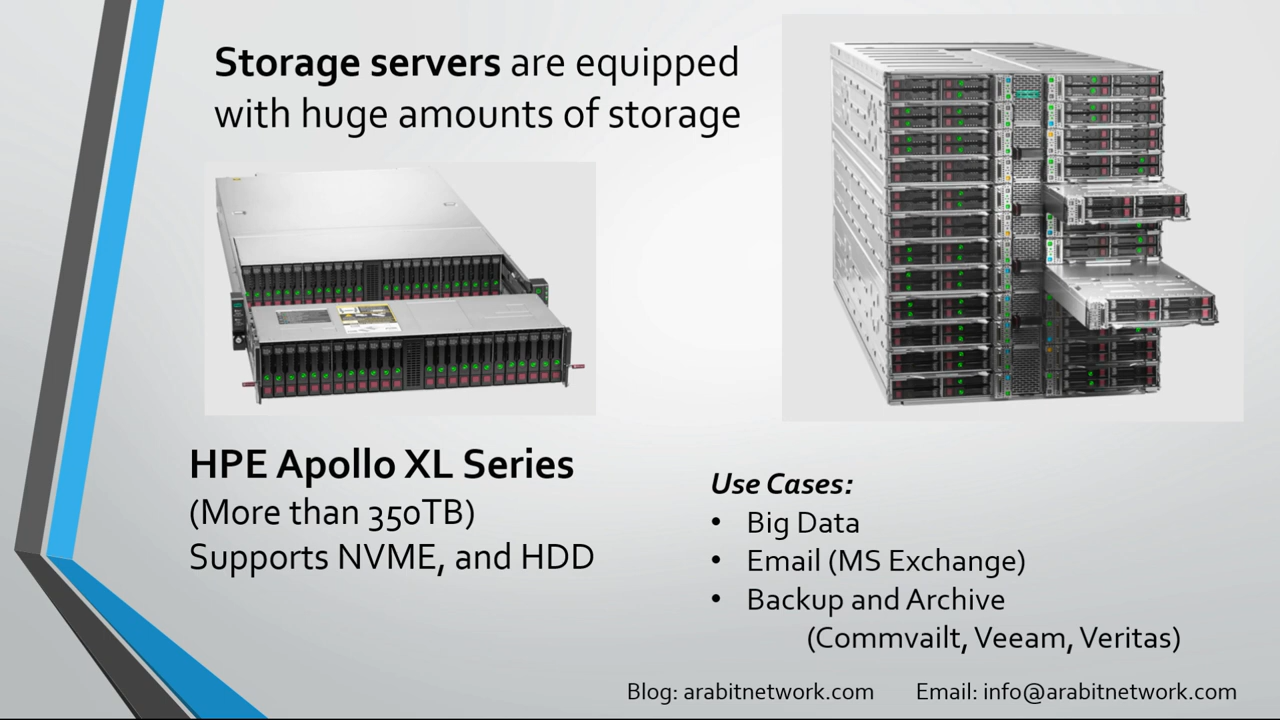 Storage servers are equipped
with huge amounts of storage
HPE Apollo XL Series
(More than 350TB)
Supports NVME, and HDD
Use Cases:
• Big Data
• Email (MS Exchange)
• Backup and Archive
(Commvailt, Veeam, Veritas)
Blog: arabitnetwork.com Email: info@arabitnetwork.com